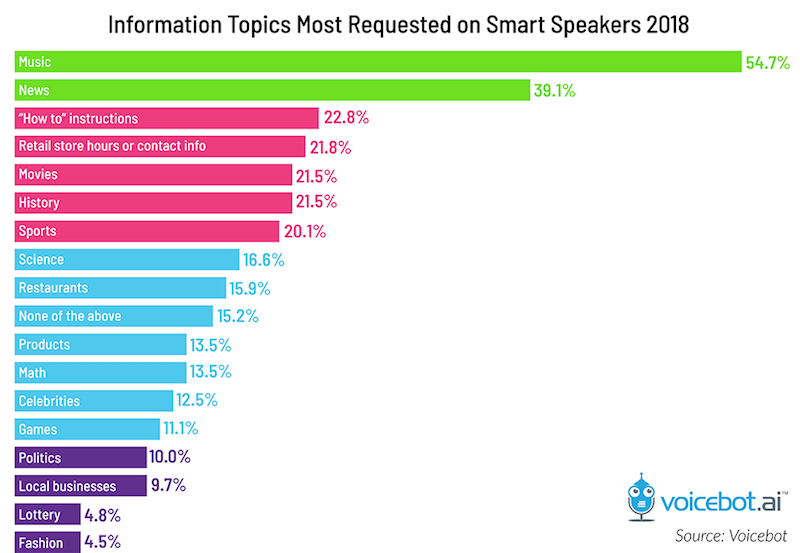 Information Topics Most Requested on Smart Speakers 2018
Music 54.7%
News 39.1%
“How to” instructions 22.8%
Retail store hours or contact info 21.8%
Movies 21.5%
History 21.5%
Sports 20.1%
Science 16.6%
Restaurants 15.9%
None of the above 15.2%
Products 13.5%
Math 13.5%
Celebrities 12.5%
Games 11.1%
Politics 10.0%
Local businesses 9.7%
Lottery 4.8%
Fashion 4.5%
voicebot.ai™
Source: Voicebot